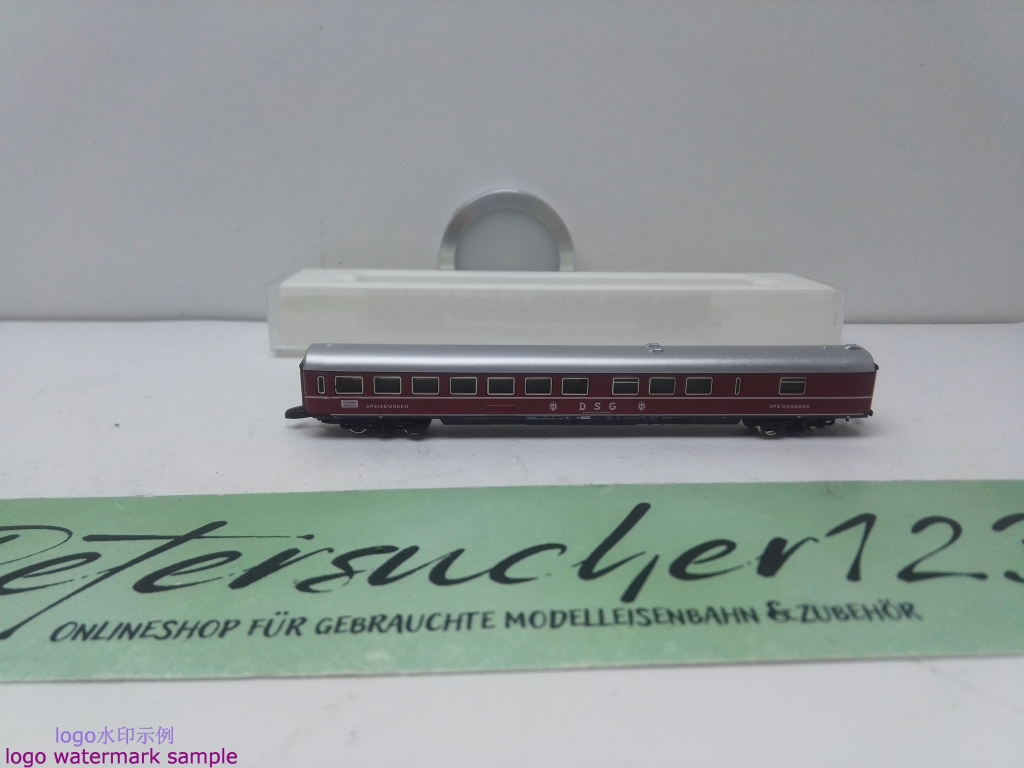 SPEISEWAGEN DSG SPEISEWAGEN
Petersucher123
ONLINESHOP FÜR GEBRAUCHTE MODELLEISENBAHN & ZUBEHÖR
logo水印示例
logo watermark sample